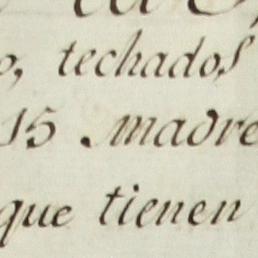 o, techados
15. madre
que tienen